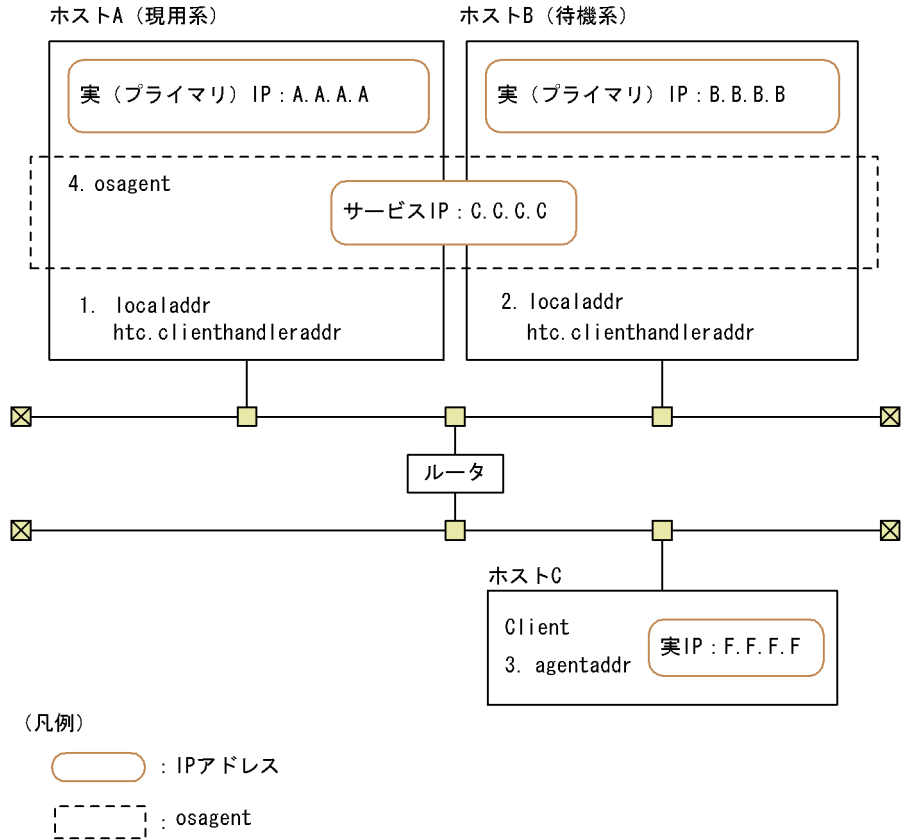 ホストA（現用系）
ホストB（待機系）
実（プライマリ）IP：A.A.A.A
実（プライマリ）IP：B.B.B.B
4. osagent
サービスIP：C.C.C.C
1. localaddr
htc.clienthandleraddr
2. localaddr
htc.clienthandleraddr
ルータ
ホストC
Client
3. agentaddr
実IP：F.F.F.F
（凡例）
：IPアドレス
：osagent